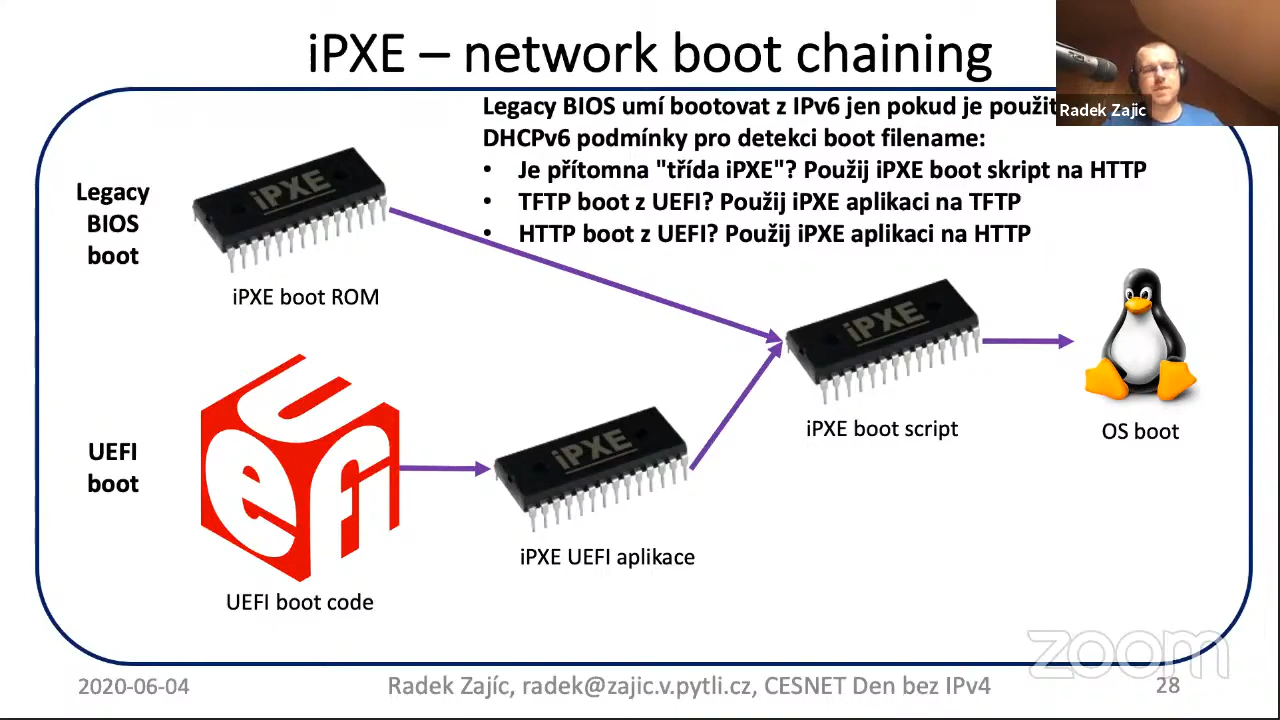 iPXE – network boot chaining
Radek Zajic
Legacy BIOS umí bootovat z IPv6 jen pokud je použit
DHCPv6 podmínky pro detekci boot filename:
• Je přítomna "třída iPXE"? Použij iPXE boot skript na HTTP
• TFTP boot z UEFI? Použij iPXE aplikaci na TFTP
• HTTP boot z UEFI? Použij iPXE aplikaci na HTTP
Legacy
BIOS
boot
iPXE
iPXE boot ROM
iPXE
iPXE boot script
OS boot
UEFI
boot
UEFI
UEFI boot code
iPXE
iPXE UEFI aplikace
zoom
2020-06-04
Radek Zajíc, radek@zajic.v.pytli.cz, CESNET Den bez IPv4
28